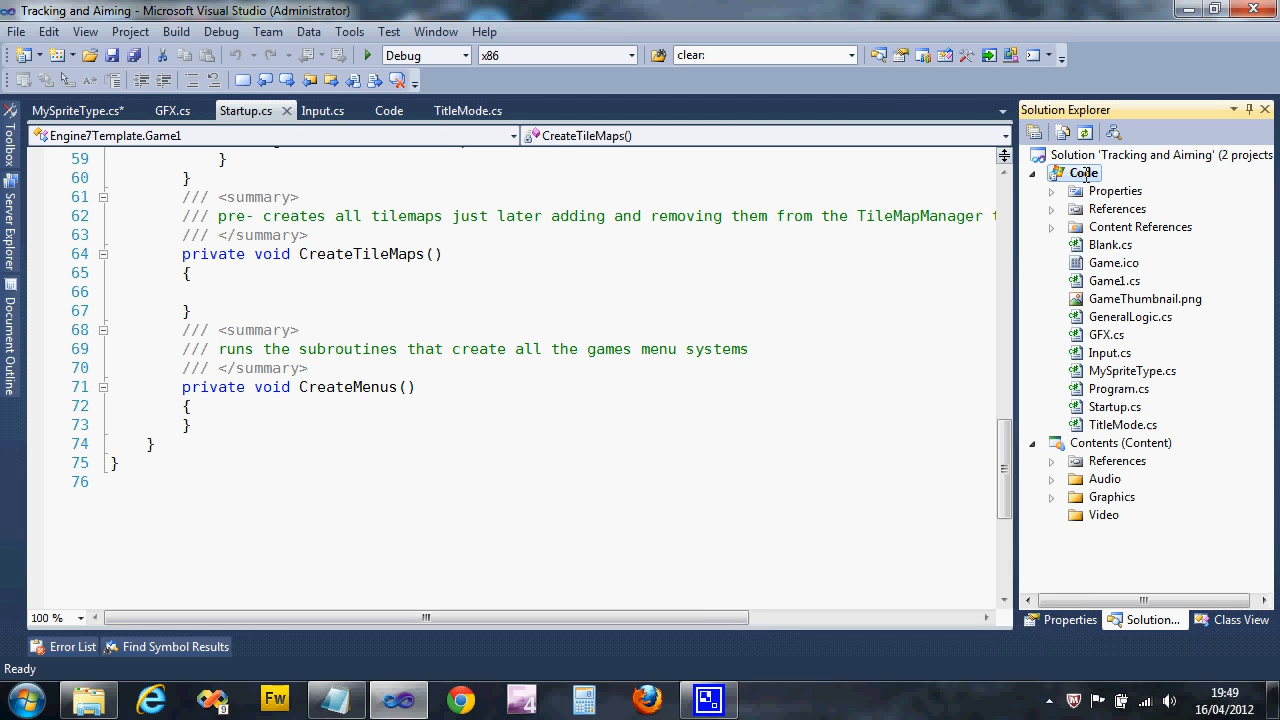 Tracking and Aiming - Microsoft Visual Studio (Administrator)
File Edit View Project Build Debug Team Data Tools Test Window Help
Debug x86 clear:
MySpriteType.cs* GFX.cs Startup.cs Input.cs Code TitleMode.cs
Engine7Template.Game1 CreateTileMaps()
59 }
60 }
61 /// <summary>
62 /// pre- creates all tilemaps just later adding and removing them from the TileMapManager
63 /// </summary>
64 private void CreateTileMaps()
65 {
66
67 }
68 /// <summary>
69 /// runs the subroutines that create all the games menu systems
70 /// </summary>
71 private void CreateMenus()
72 {
73 }
74 }
75 }
76
100 %
Error List Find Symbol Results
Ready
Toolbox
Server Explorer
Document Outline
Solution Explorer
Solution 'Tracking and Aiming' (2 projects
Code
Properties
References
Content References
Blank.cs
Game.ico
Game1.cs
GameThumbnail.png
GeneralLogic.cs
GFX.cs
Input.cs
MySpriteType.cs
Program.cs
Startup.cs
TitleMode.cs
Contents (Content)
References
Audio
Graphics
Video
Properties Solution... Class View
Fw
4
19:49
16/04/2012